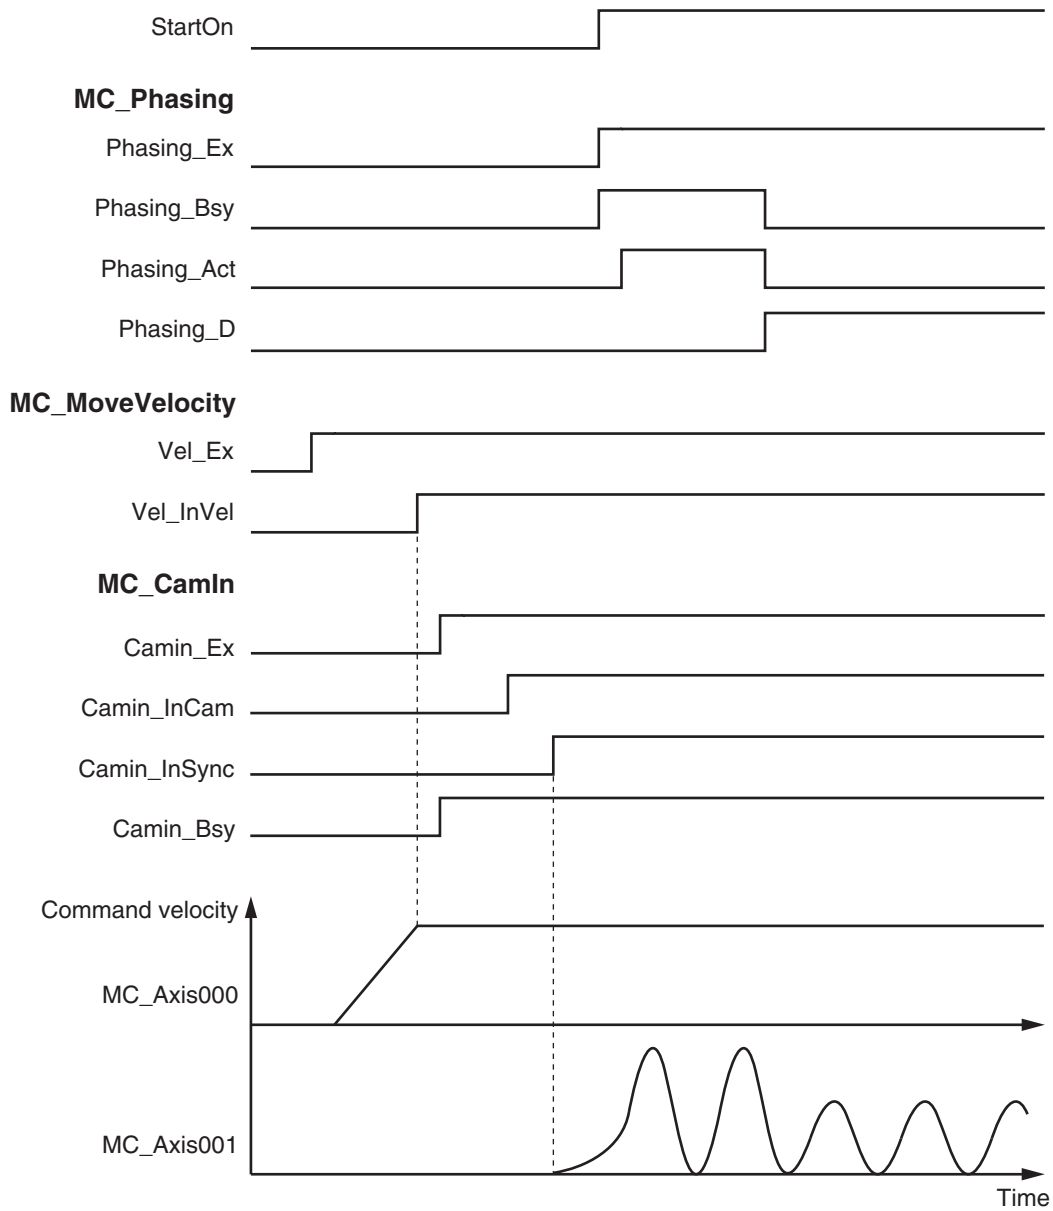 StartOn
MC_Phasing
Phasing_Ex
Phasing_Bsy
Phasing_Act
Phasing_D
MC_MoveVelocity
Vel_Ex
Vel_InVel
MC_CamIn
Camin_Ex
Camin_InCam
Camin_InSync
Camin_Bsy
Command velocity
MC_Axis000
MC_Axis001
Time